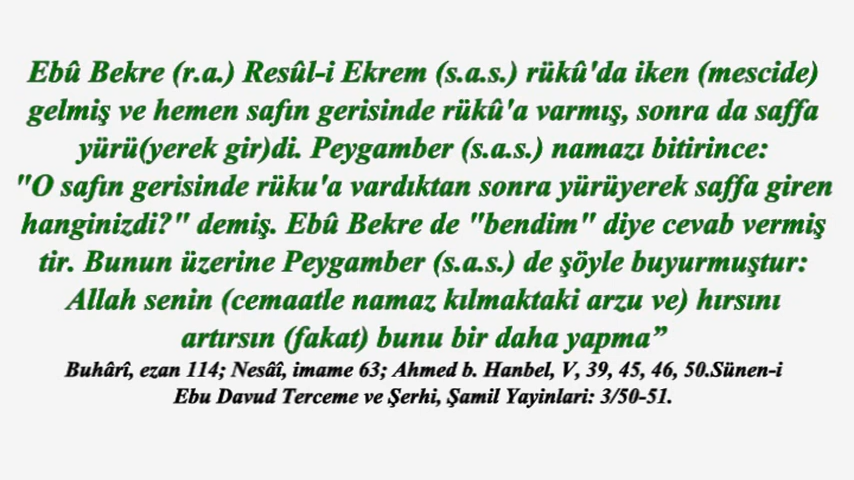 Ebû Bekre (r.a.) Resûl-i Ekrem (s.a.s.) rükû'da iken (mescide)
gelmiş ve hemen safın gerisinde rükû'a varmış, sonra da saffa
yürü(yerek gir)di. Peygamber (s.a.s.) namazı bitirince:
"O safın gerisinde rüku'a vardıktan sonra yürüyerek saffa giren
hanginizdi?" demiş. Ebû Bekre de "bendim" diye cevab vermiş
tir. Bunun üzerine Peygamber (s.a.s.) de şöyle buyurmuştur:
Allah senin (cemaatle namaz kılmaktaki arzu ve) hırsını
artırsın (fakat) bunu bir daha yapma”
Buhârî, ezan 114; Nesâî, imame 63; Ahmed b. Hanbel, V, 39, 45, 46, 50.Sünen-i
Ebu Davud Terceme ve Şerhi, Şamil Yayinlari: 3/50-51.